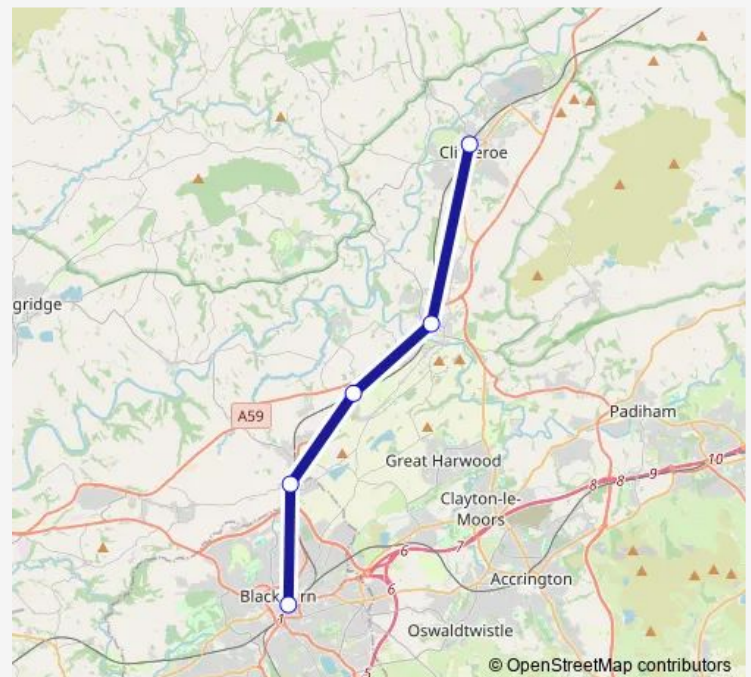 Clitheroe
gridge
A59
Padiham
Great Harwood
10
9
8
8
Clayton-le-
Moors
7
6
6
Accrington
Blackburn
Oswaldtwistle
5
© OpenStreetMap contributors